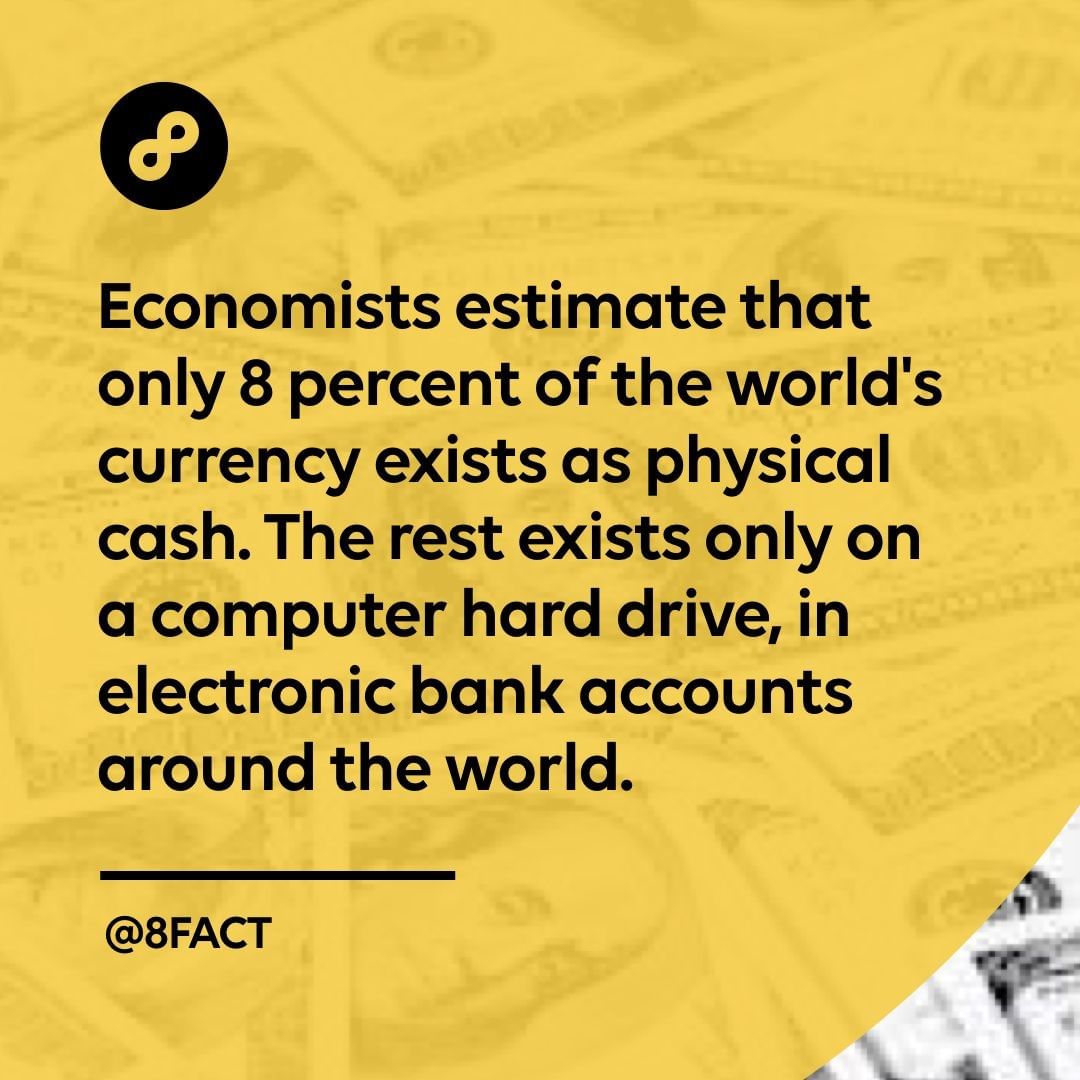 Economists estimate that
only 8 percent of the world's
currency exists as physical
cash. The rest exists only on
a computer hard drive, in
electronic bank accounts
around the world.
@8FACT